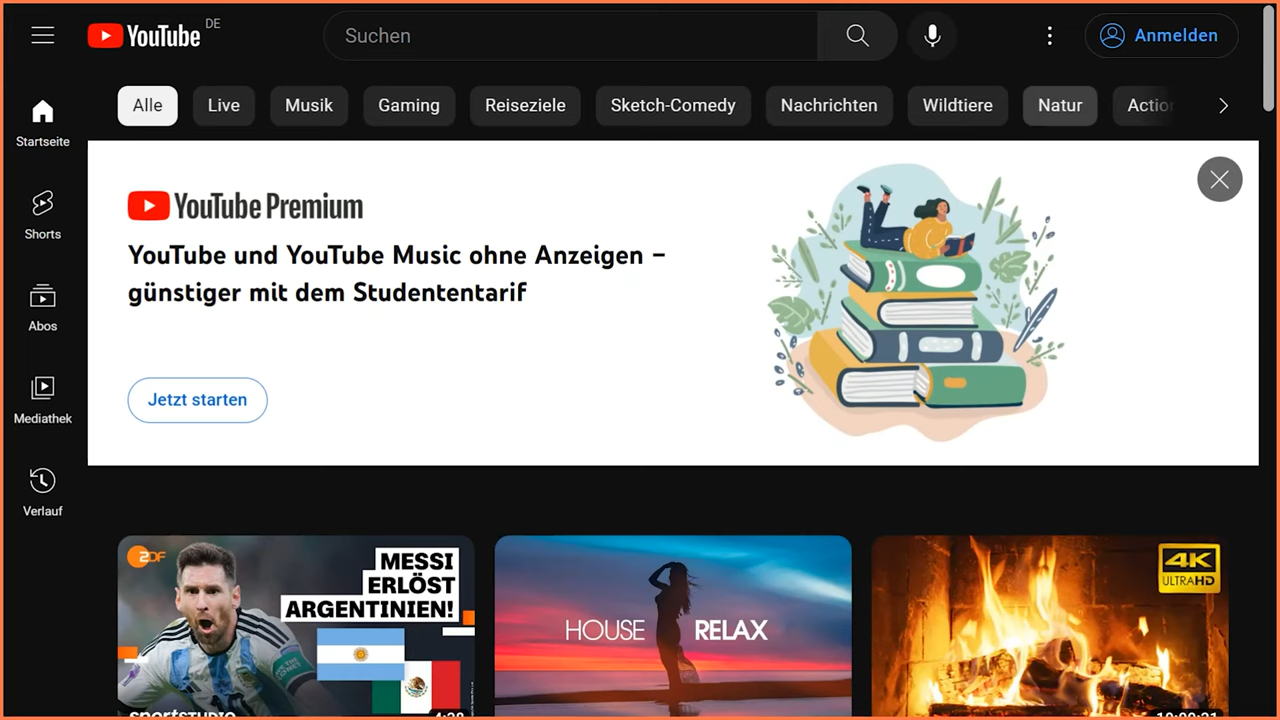 YouTube DE
Suchen
Anmelden
Alle
Live
Musik
Gaming
Reiseziele
Sketch-Comedy
Nachrichten
Wildtiere
Natur
Startseite
Shorts
Abos
Mediathek
Verlauf
YouTube Premium
YouTube und YouTube Music ohne Anzeigen –
günstiger mit dem Studententarif
Jetzt starten
ZDF
MESSI
ERLÖST
ARGENTINIEN!
sportSTUDIO
HOUSE RELAX
4K
ULTRA HD